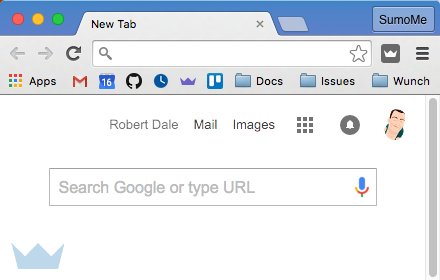 New Tab
SumoMe
Apps 16 Docs Issues Wunch
Robert Dale Mail Images
Search Google or type URL